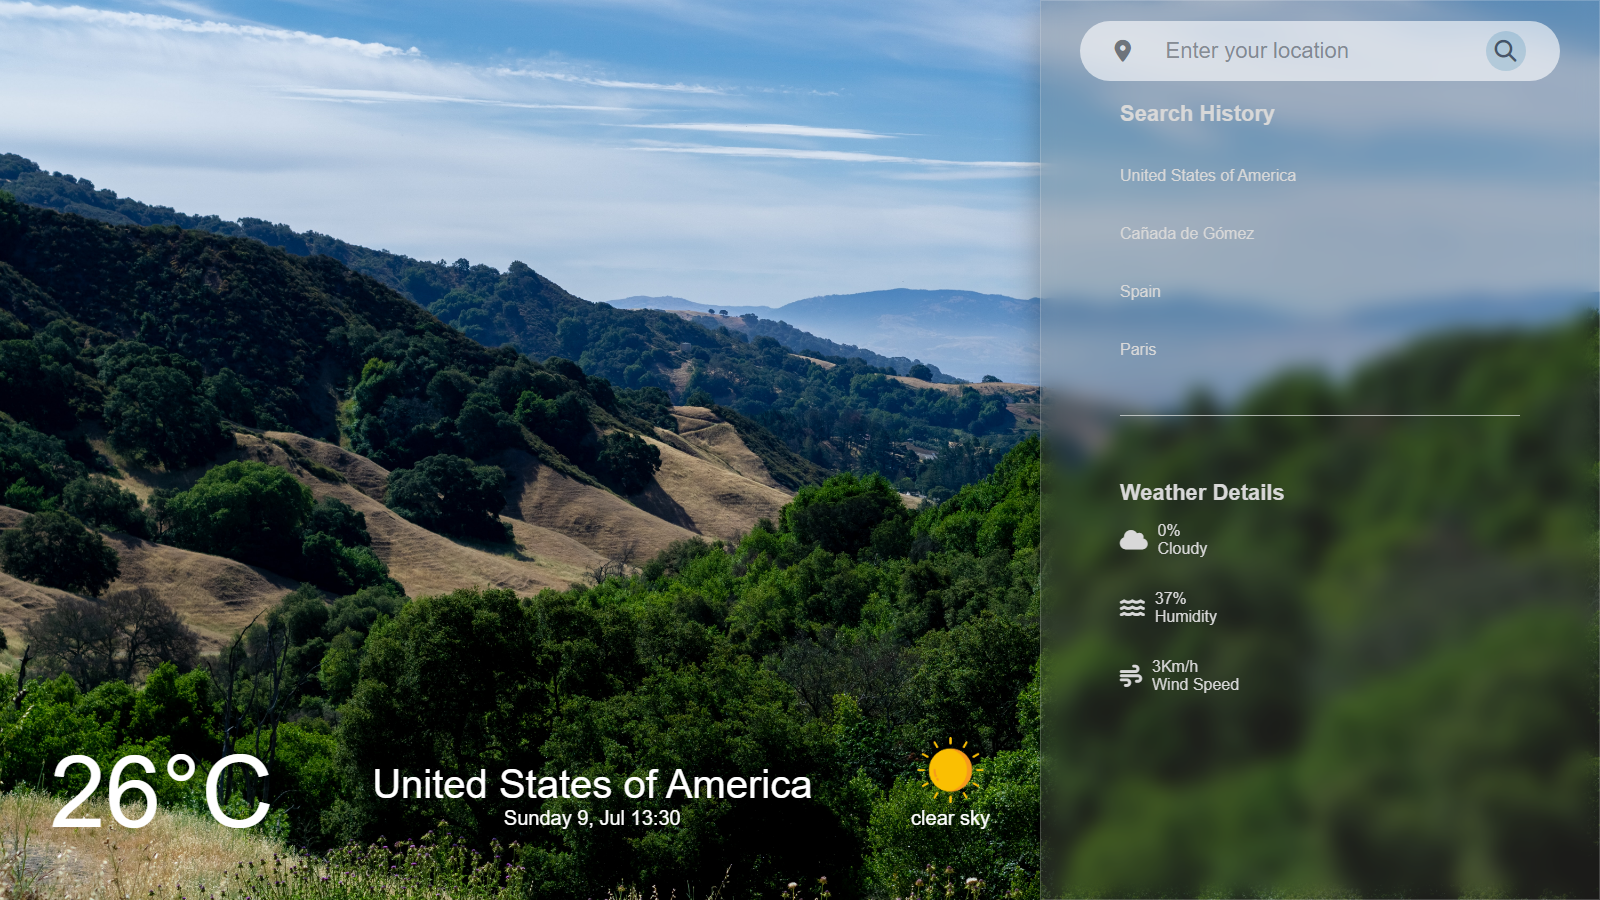 Enter your location
Search History
United States of America
Cañada de Gómez
Spain
Paris
Weather Details
0%
Cloudy
37%
Humidity
3Km/h
Wind Speed
26°C
United States of America
Sunday 9, Jul 13:30
clear sky